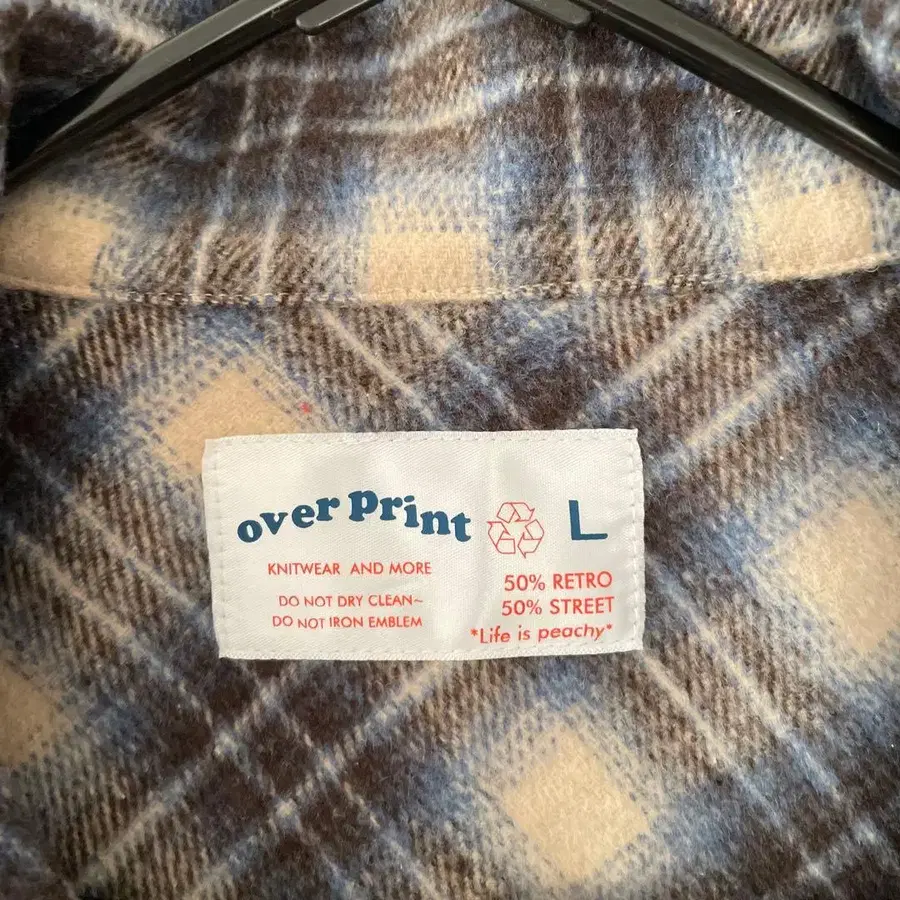 over print
L
KNITWEAR AND MORE
DO NOT DRY CLEAN~
DO NOT IRON EMBLEM
50% RETRO
50% STREET
*Life is peachy*